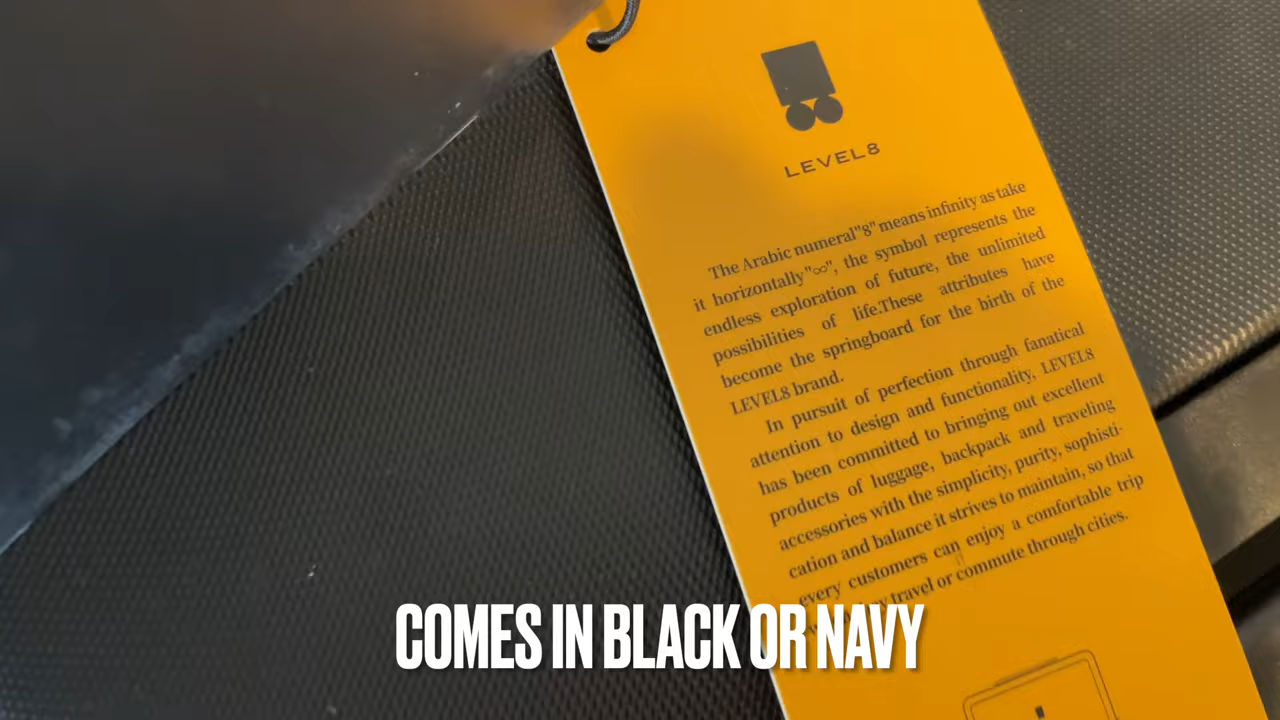 LEVEL8
The Arabic numeral"8" means infinity as take
it horizontally"∞", the symbol represents the
endless exploration of future, the unlimited
possibilities of life.These attributes have
become the springboard for the birth of the
LEVEL8 brand.
In pursuit of perfection through fanatical
attention to design and functionality, LEVEL8
has been committed to bringing out excellent
products of luggage, backpack and traveling
accessories with the simplicity, purity, sophisti-
cation and balance it strives to maintain, so that
every customers can enjoy a comfortable trip
travel or commute through cities.
COMES IN BLACK OR NAVY